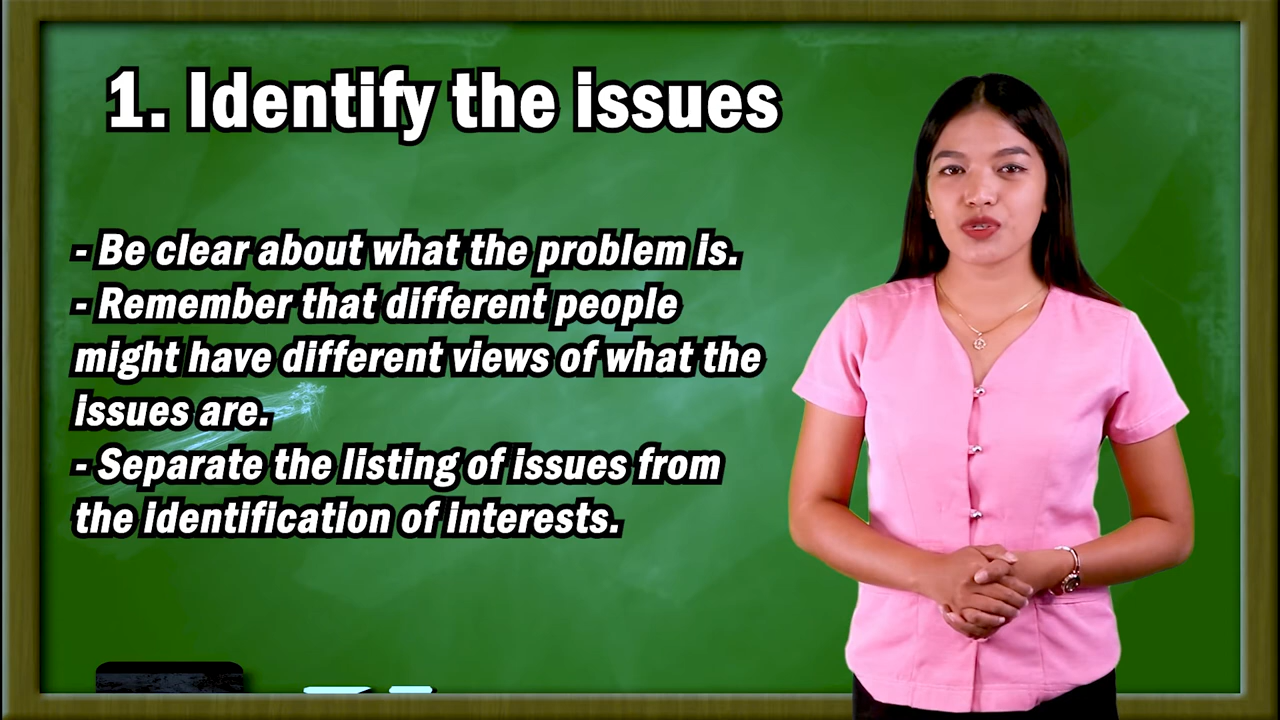 1. Identify the issues
- Be clear about what the problem is.
- Remember that different people
might have different views of what the
issues are.
- Separate the listing of issues from
the identification of interests.